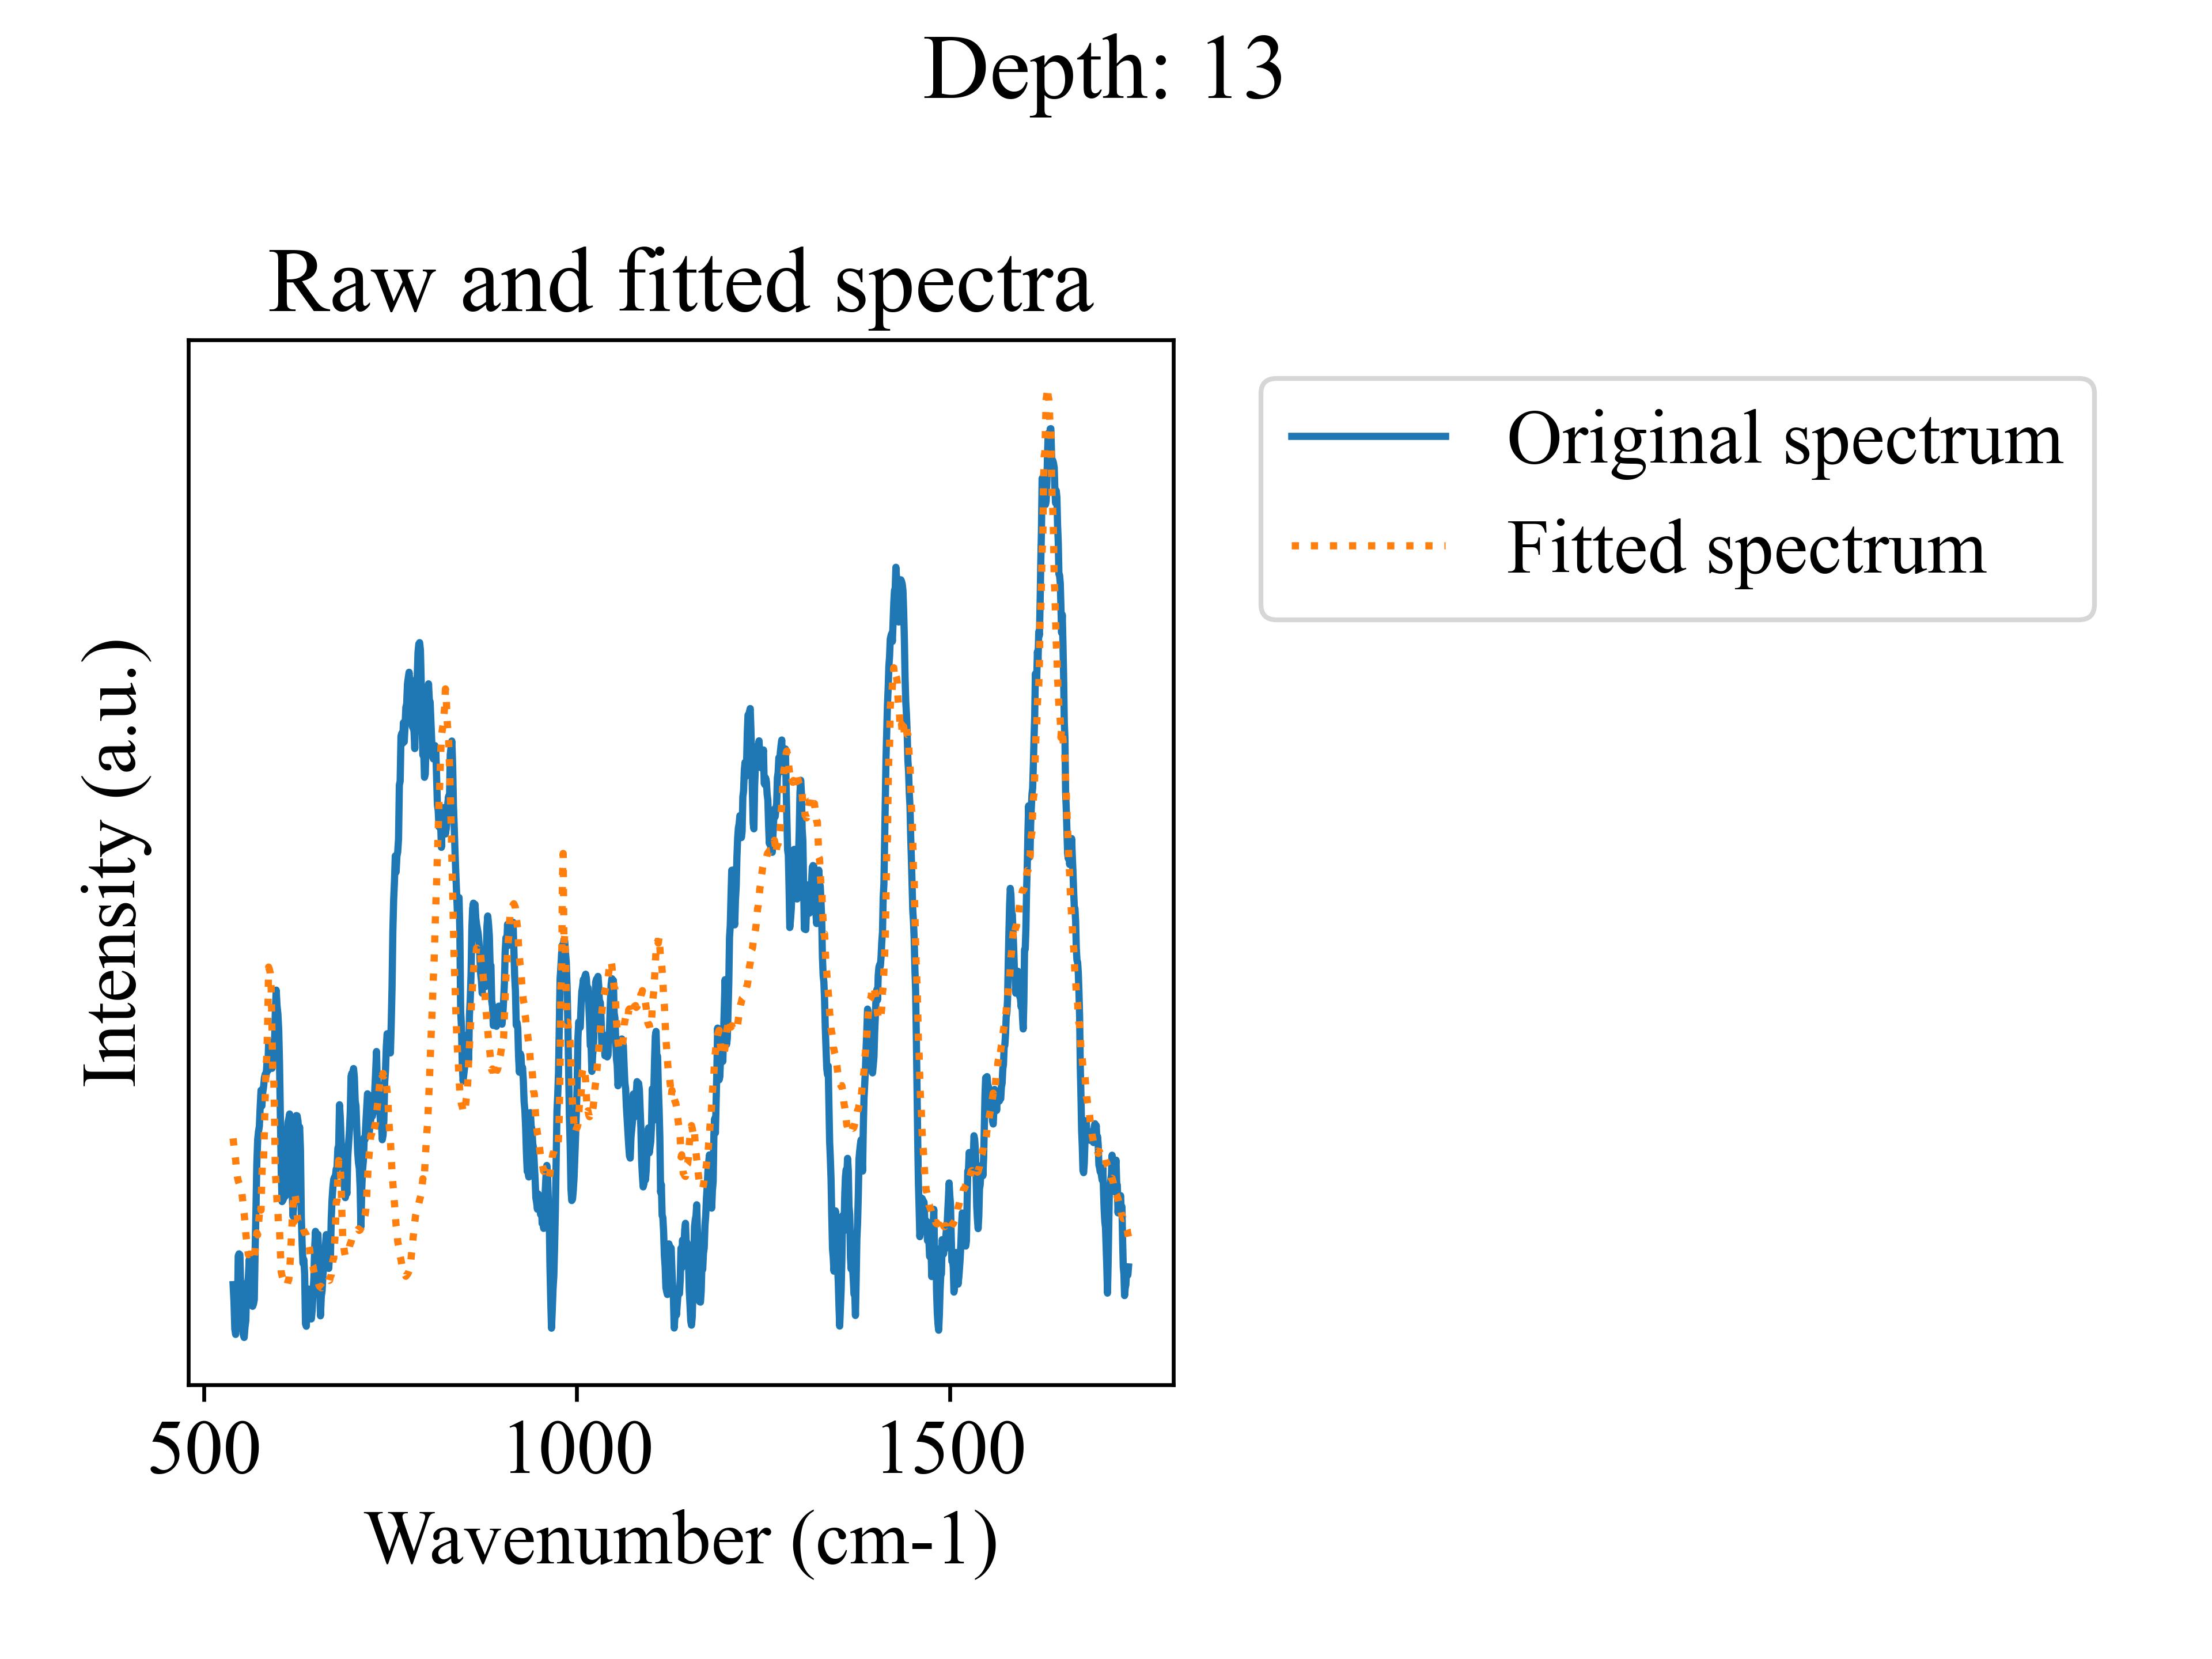 Depth: 13
Raw and fitted spectra
Original spectrum
Fitted spectrum
Intensity (a.u.)
500 1000 1500
Wavenumber (cm-1)